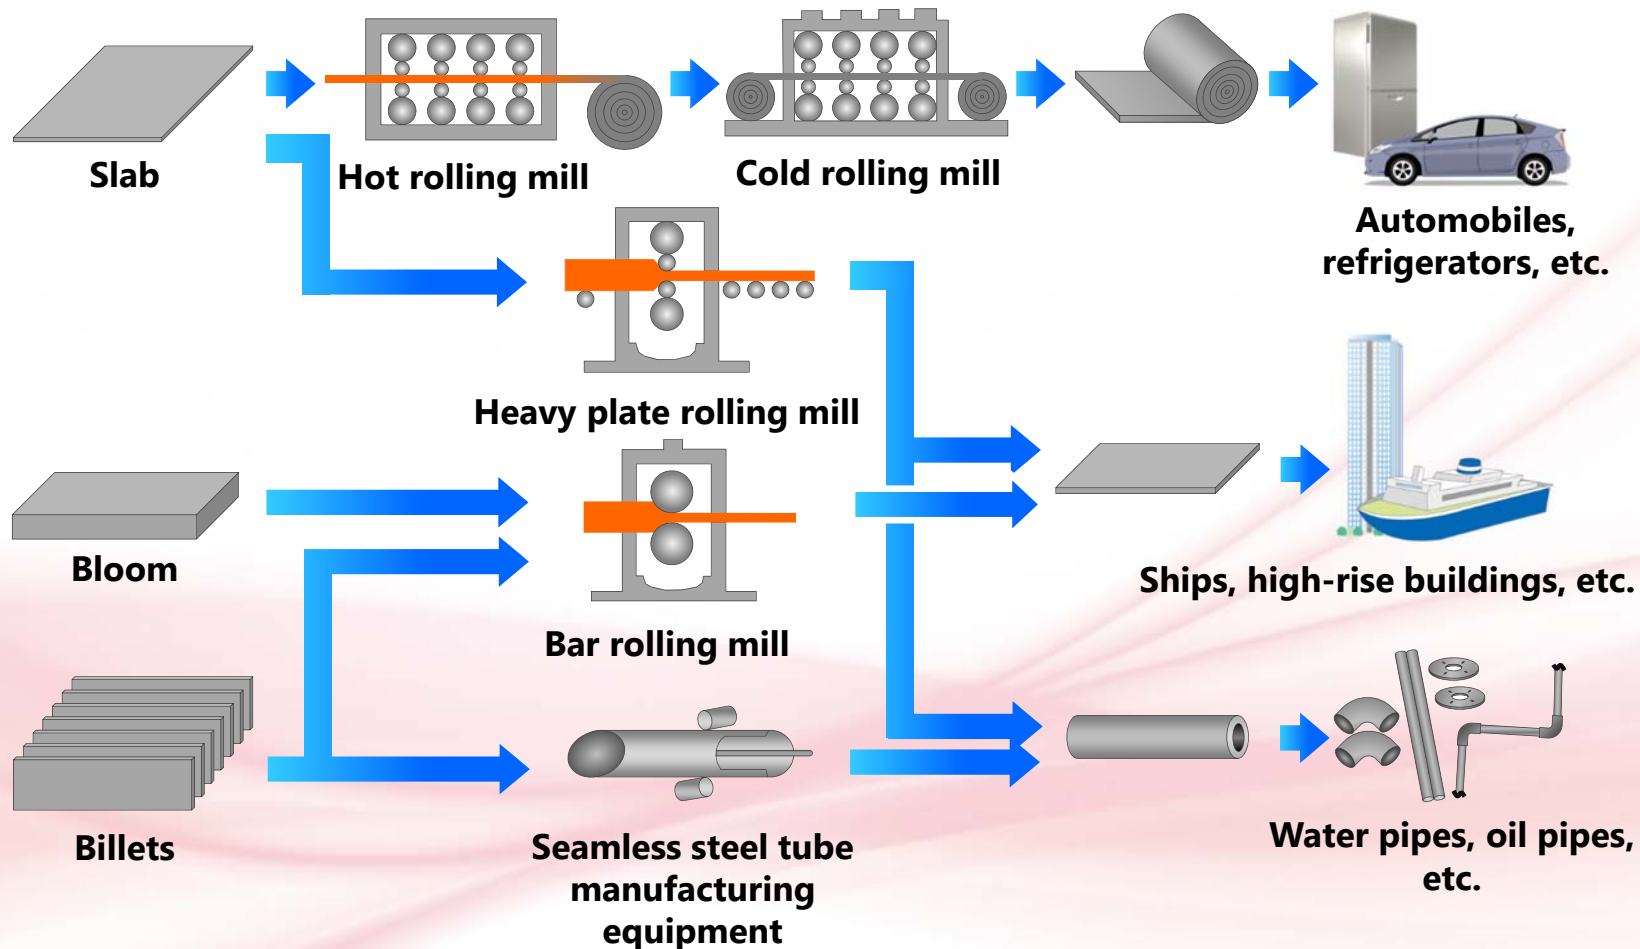 Slab
Hot rolling mill
Cold rolling mill
Automobiles,
refrigerators, etc.
Heavy plate rolling mill
Bloom
Ships, high-rise buildings, etc.
Bar rolling mill
Billets
Seamless steel tube
manufacturing
equipment
Water pipes, oil pipes,
etc.